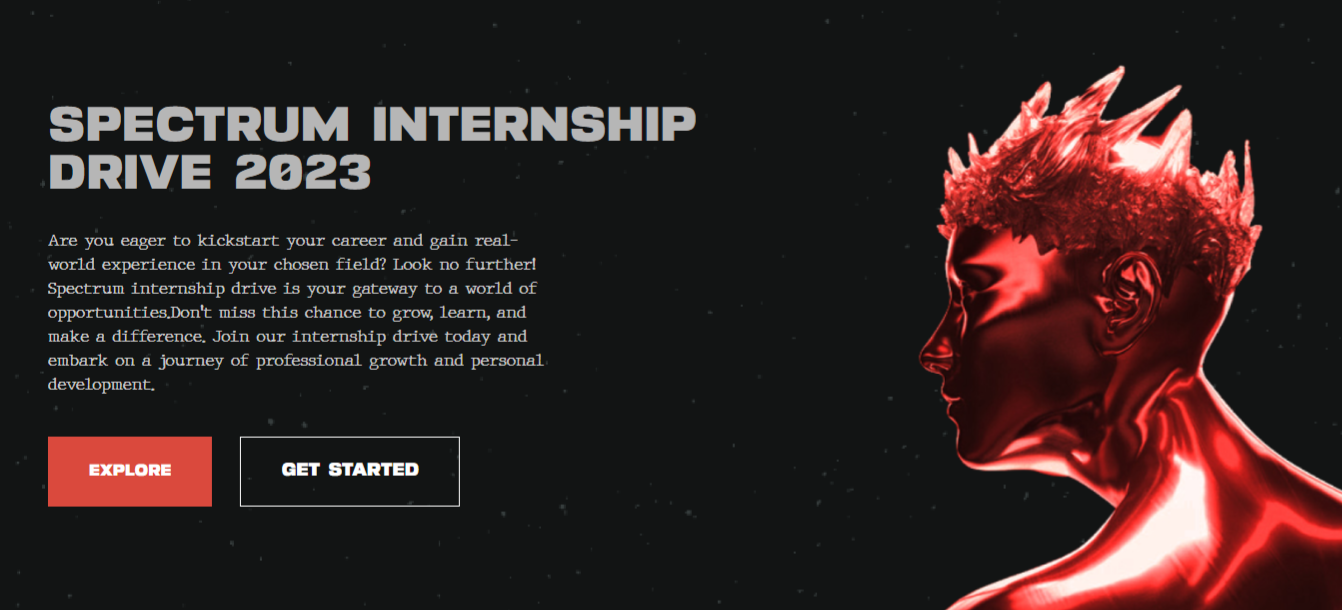 SPECTRUM INTERNSHIP
DRIVE 2023
Are you eager to kickstart your career and gain real-
world experience in your chosen field? Look no further!
Spectrum internship drive is your gateway to a world of
opportunities.Don't miss this chance to grow, learn, and
make a difference. Join our internship drive today and
embark on a journey of professional growth and personal
development.
EXPLORE
GET STARTED